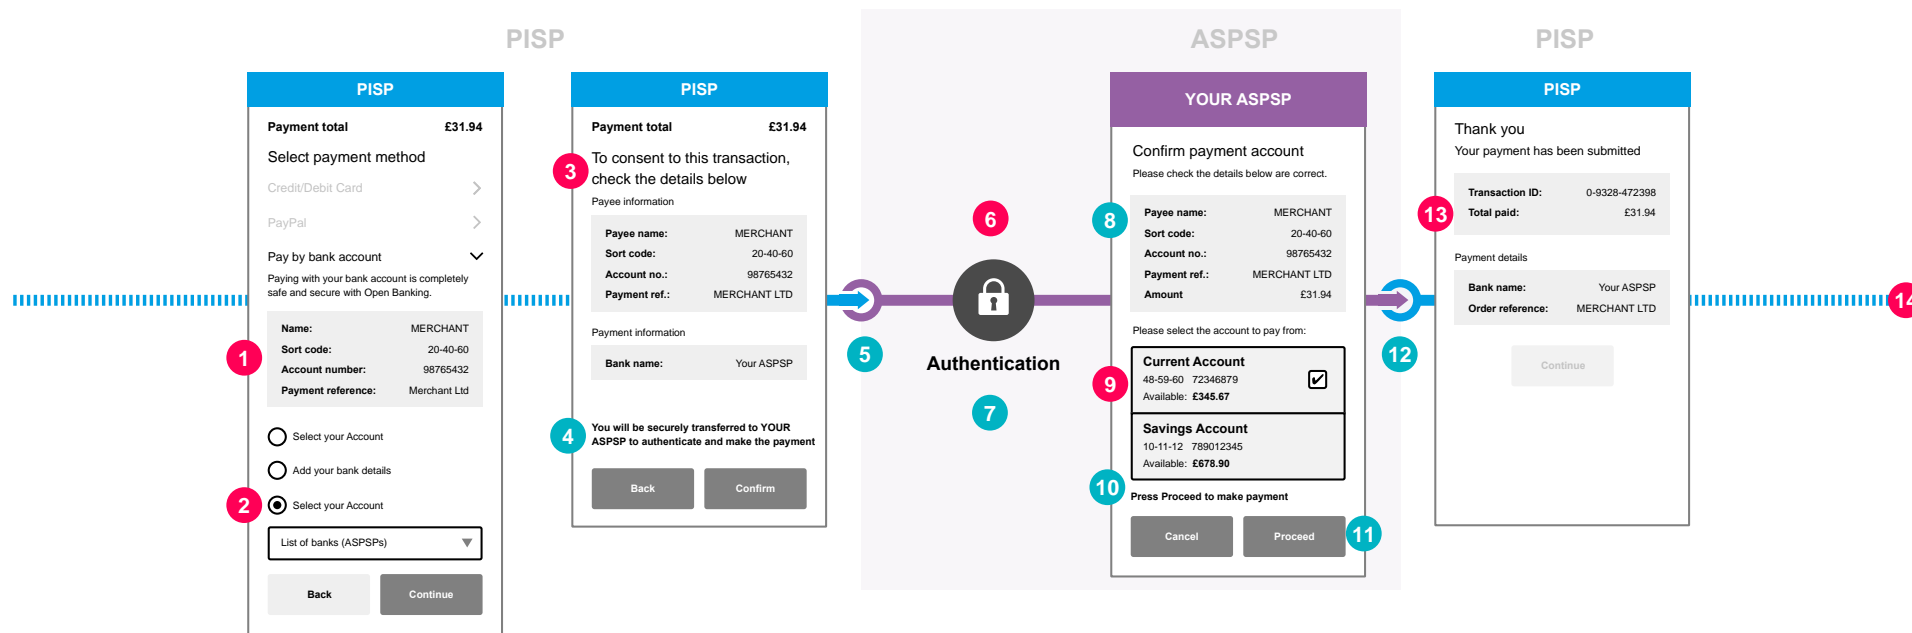 PISP
ASPSP
PISP
PISP
Payment total £31.94
Select payment method
Credit/Debit Card
PayPal
Pay by bank account
Paying with your bank account is completely
safe and secure with Open Banking.
1
Name: MERCHANT
Sort code: 20-40-60
Account number: 98765432
Payment reference: Merchant Ltd
Select your Account
Add your bank details
2
Select your Account
List of banks (ASPSPs)
Back Continue
PISP
Payment total £31.94
3
To consent to this transaction,
check the details below
Payee information
Payee name: MERCHANT
Sort code: 20-40-60
Account no.: 98765432
Payment ref.: MERCHANT LTD
Payment information
Bank name: Your ASPSP
4
You will be securely transferred to YOUR
ASPSP to authenticate and make the payment
Back Confirm
5
6
Authentication
7
YOUR ASPSP
Confirm payment account
Please check the details below are correct.
8
Payee name: MERCHANT
Sort code: 20-40-60
Account no.: 98765432
Payment ref.: MERCHANT LTD
Amount £31.94
Please select the account to pay from:
9
Current Account
48-59-60 72346879
Available: £345.67
Savings Account
10-11-12 789012345
Available: £678.90
10
Press Proceed to make payment
Cancel Proceed
11
12
PISP
Thank you
Your payment has been submitted
13
Transaction ID: 0-9328-472398
Total paid: £31.94
Payment details
Bank name: Your ASPSP
Order reference: MERCHANT LTD
Continue
14